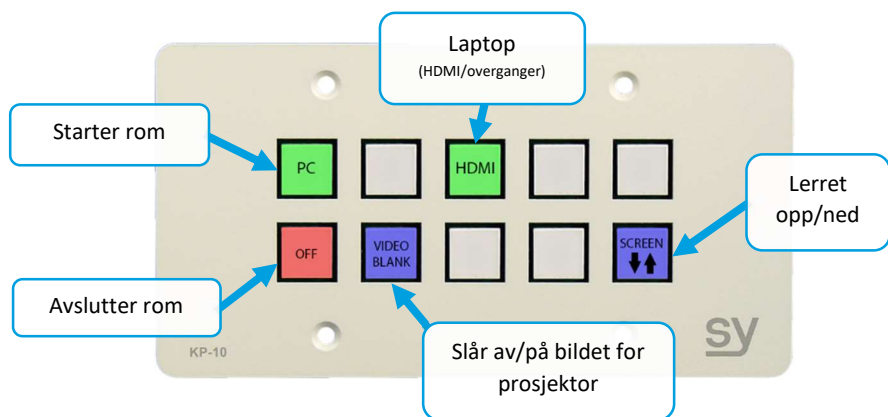 Laptop
(HDMI/overganger)
Starter rom
PC
HDMI
Lerret
opp/ned
OFF
VIDEO
BLANK
SCREEN
Avslutter rom
Slår av/på bildet for
prosjektor
KP-10
sy